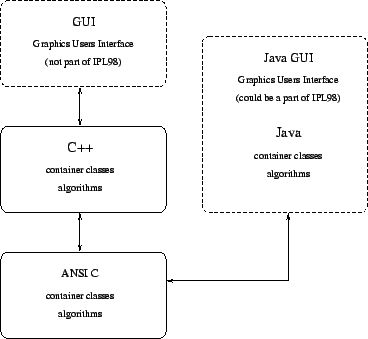 GUI
Graphics Users Interface
(not part of IPL98)
Java GUI
Graphics Users Interface
(could be a part of IPL98)
Java
container classes
algorithms
C++
container classes
algorithms
ANSI C
container classes
algorithms